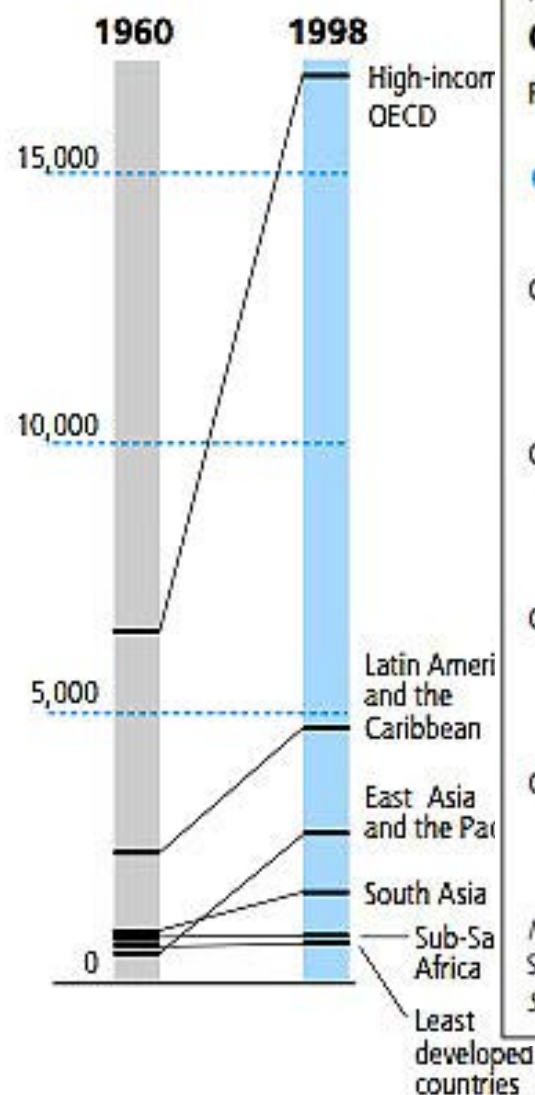 1960 1998
High-incom
OECD
15,000
10,000
5,000
Latin Ameri
and the
Caribbean
East Asia
and the Pac
South Asia
Sub-Sa
Africa
0
Least
developed
countries